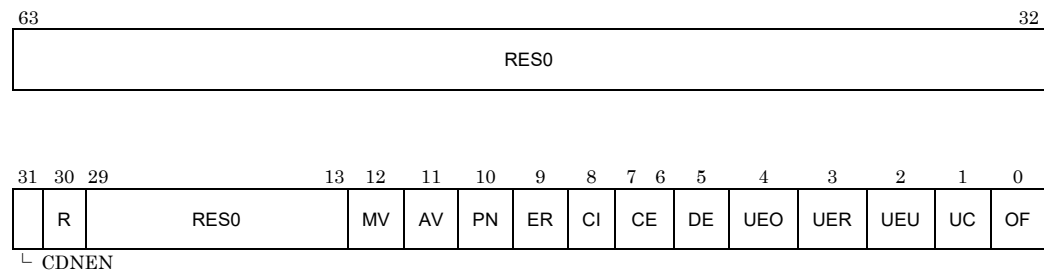 63 32
RES0
31 30 29 13 12 11 10 9 8 7 6 5 4 3 2 1 0
R RES0 MV AV PN ER CI CE DE UEO UER UEU UC OF
CDNEN